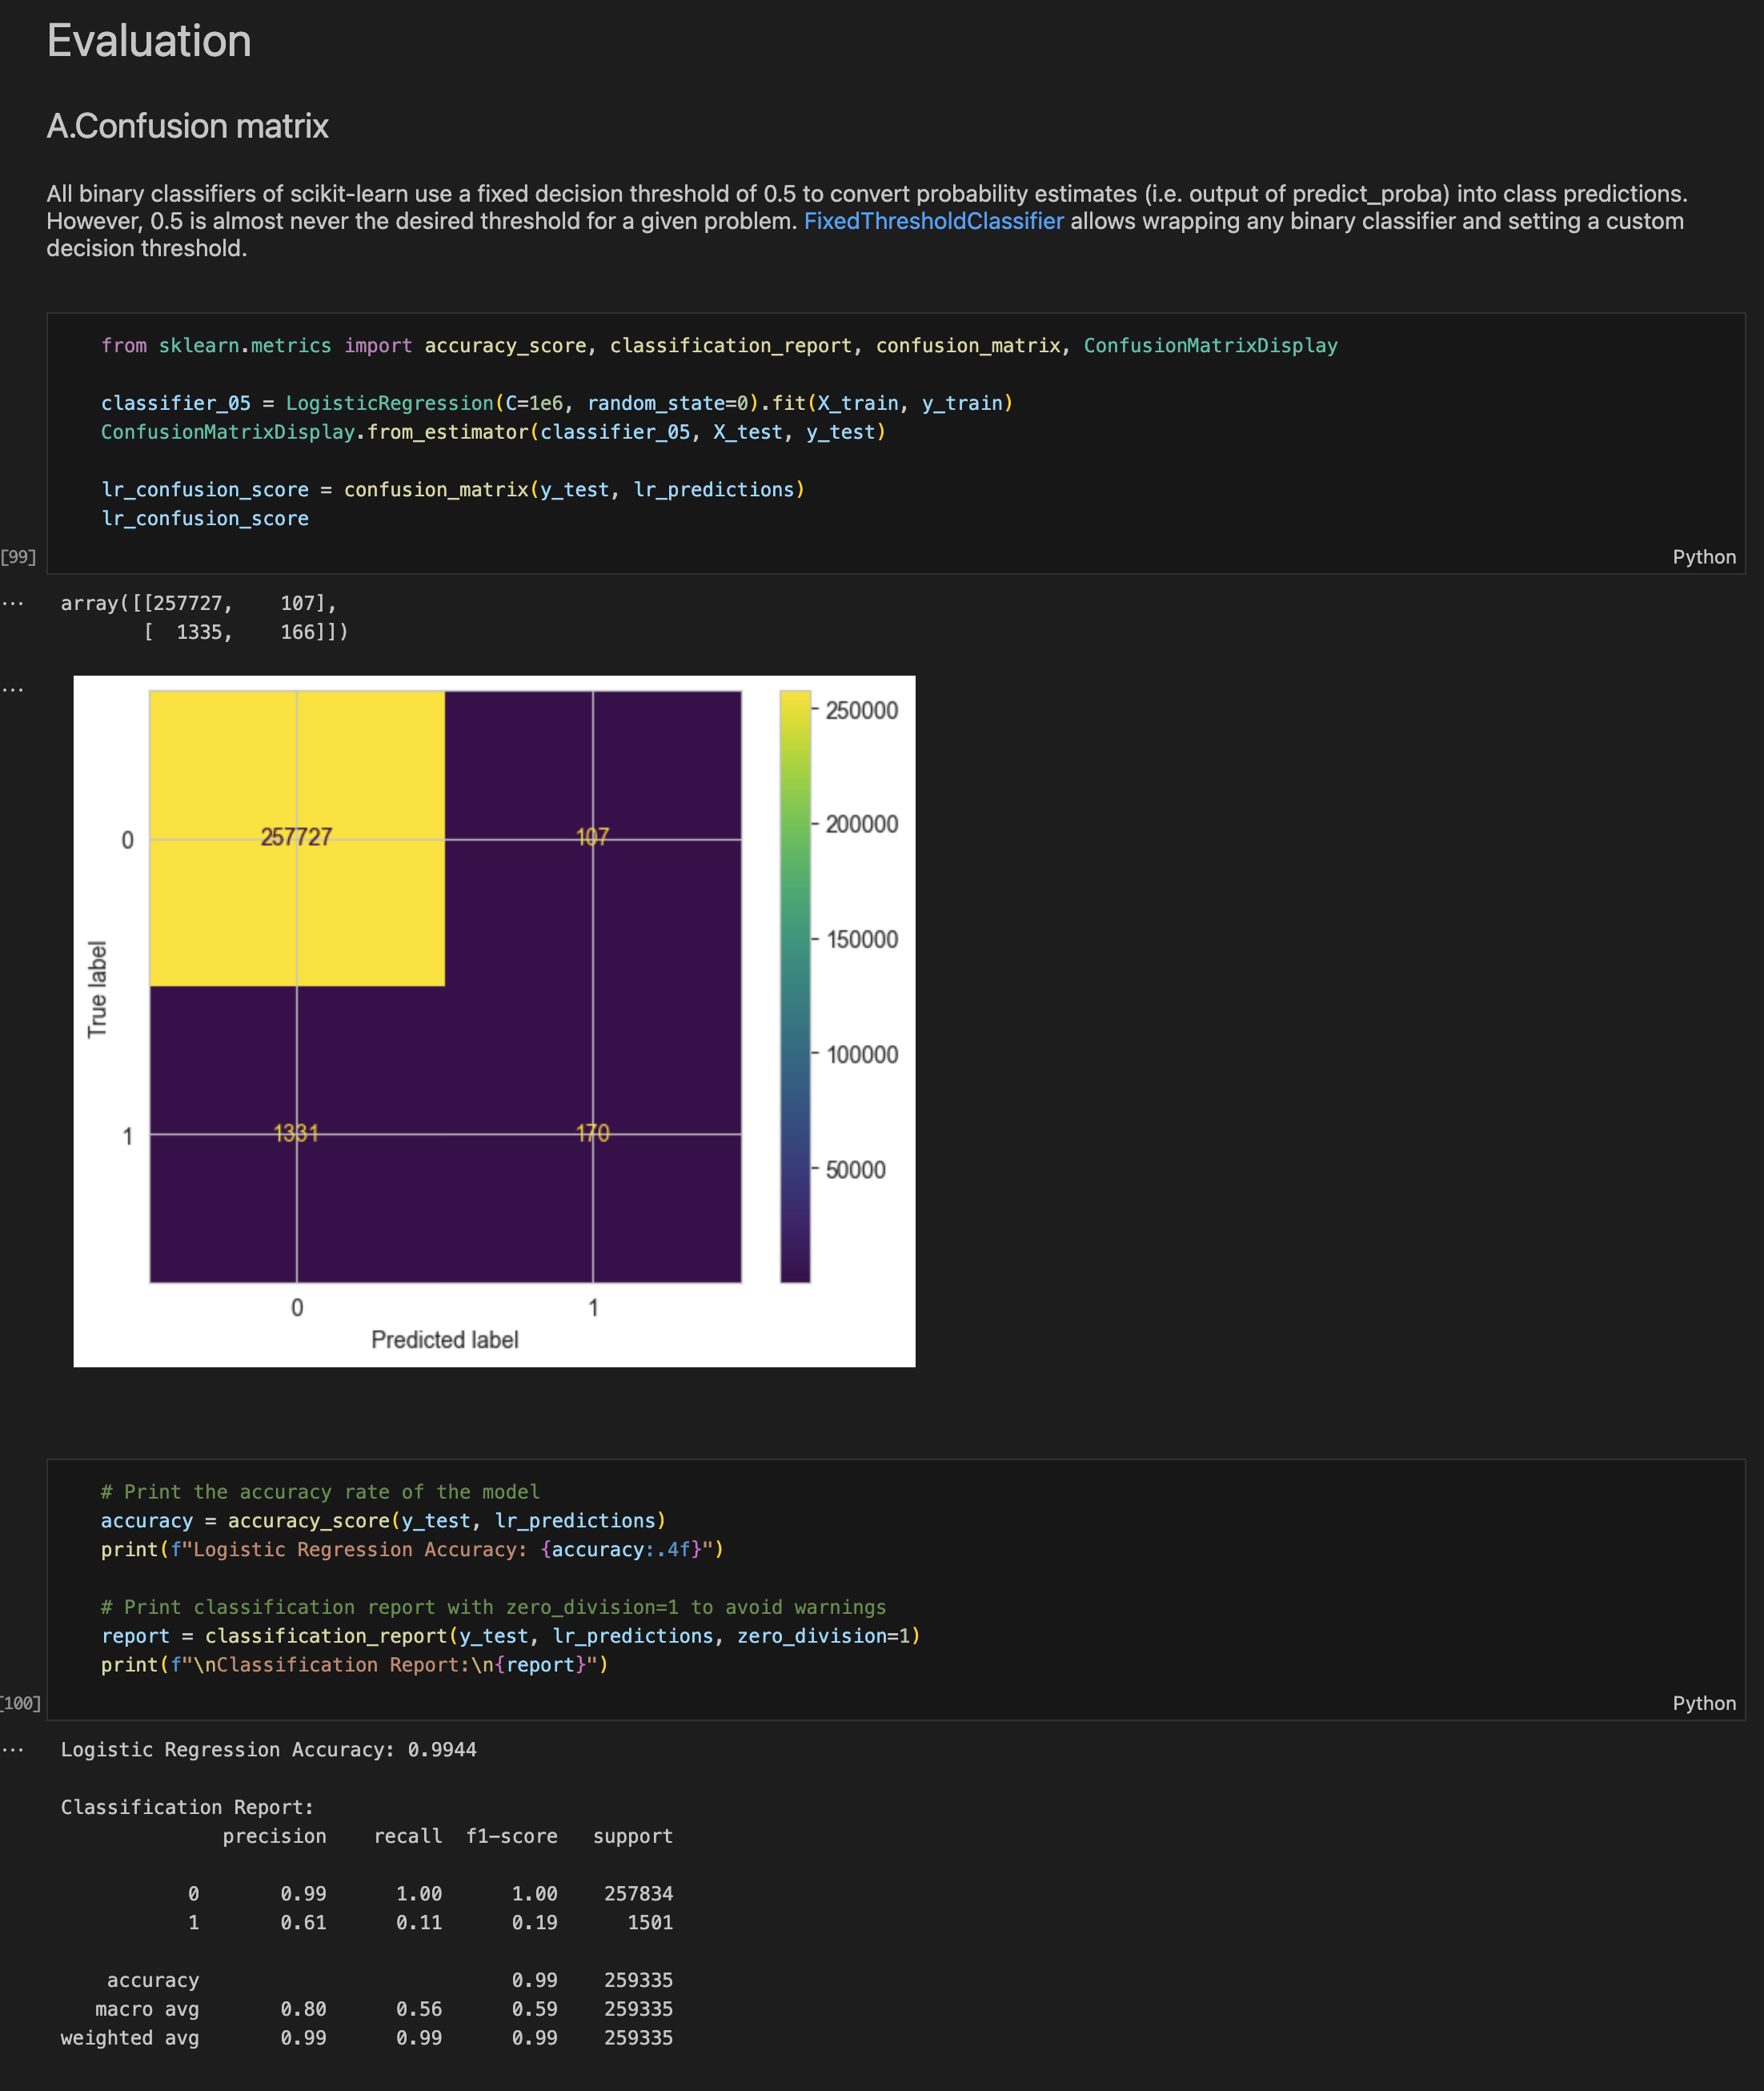 Evaluation
A.Confusion matrix
All binary classifiers of scikit-learn use a fixed decision threshold of 0.5 to convert probability estimates (i.e. output of predict_proba) into class predictions.
However, 0.5 is almost never the desired threshold for a given problem. FixedThresholdClassifier allows wrapping any binary classifier and setting a custom
decision threshold.
from sklearn.metrics import accuracy_score, classification_report, confusion_matrix, ConfusionMatrixDisplay
classifier_05 = LogisticRegression(C=1e6, random_state=0).fit(X_train, y_train)
ConfusionMatrixDisplay.from_estimator(classifier_05, X_test, y_test)
lr_confusion_score = confusion_matrix(y_test, lr_predictions)
lr_confusion_score
[99]
Python
... array([[257727,    107],
       [  1335,    166]])
...
250000
200000
150000
100000
50000
0
257727 107
True label
1
1331 170
0 1
Predicted label
# Print the accuracy rate of the model
accuracy = accuracy_score(y_test, lr_predictions)
print(f"Logistic Regression Accuracy: {accuracy:.4f}")
# Print classification report with zero_division=1 to avoid warnings
report = classification_report(y_test, lr_predictions, zero_division=1)
print(f"\nClassification Report:\n{report}")
[100]
Python
... Logistic Regression Accuracy: 0.9944
Classification Report:
precision    recall  f1-score   support
0       0.99      1.00      1.00    257834
1       0.61      0.11      0.19      1501
accuracy                           0.99    259335
macro avg       0.80      0.56      0.59    259335
weighted avg       0.99      0.99      0.99    259335